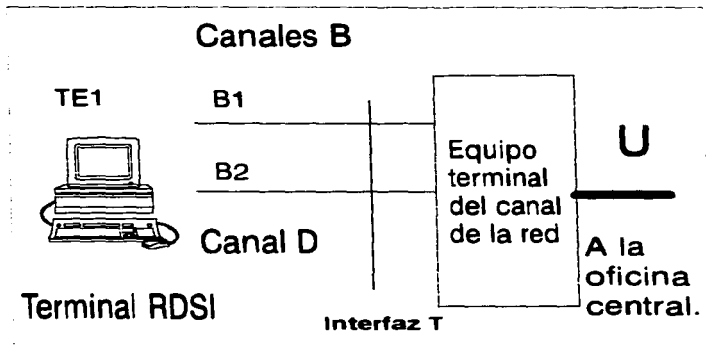 Canales B
TE1
B1
B2
Canal D
Terminal RDSI
Interfaz T
Equipo
terminal
del canal
de la red
U
A la
oficina
central.